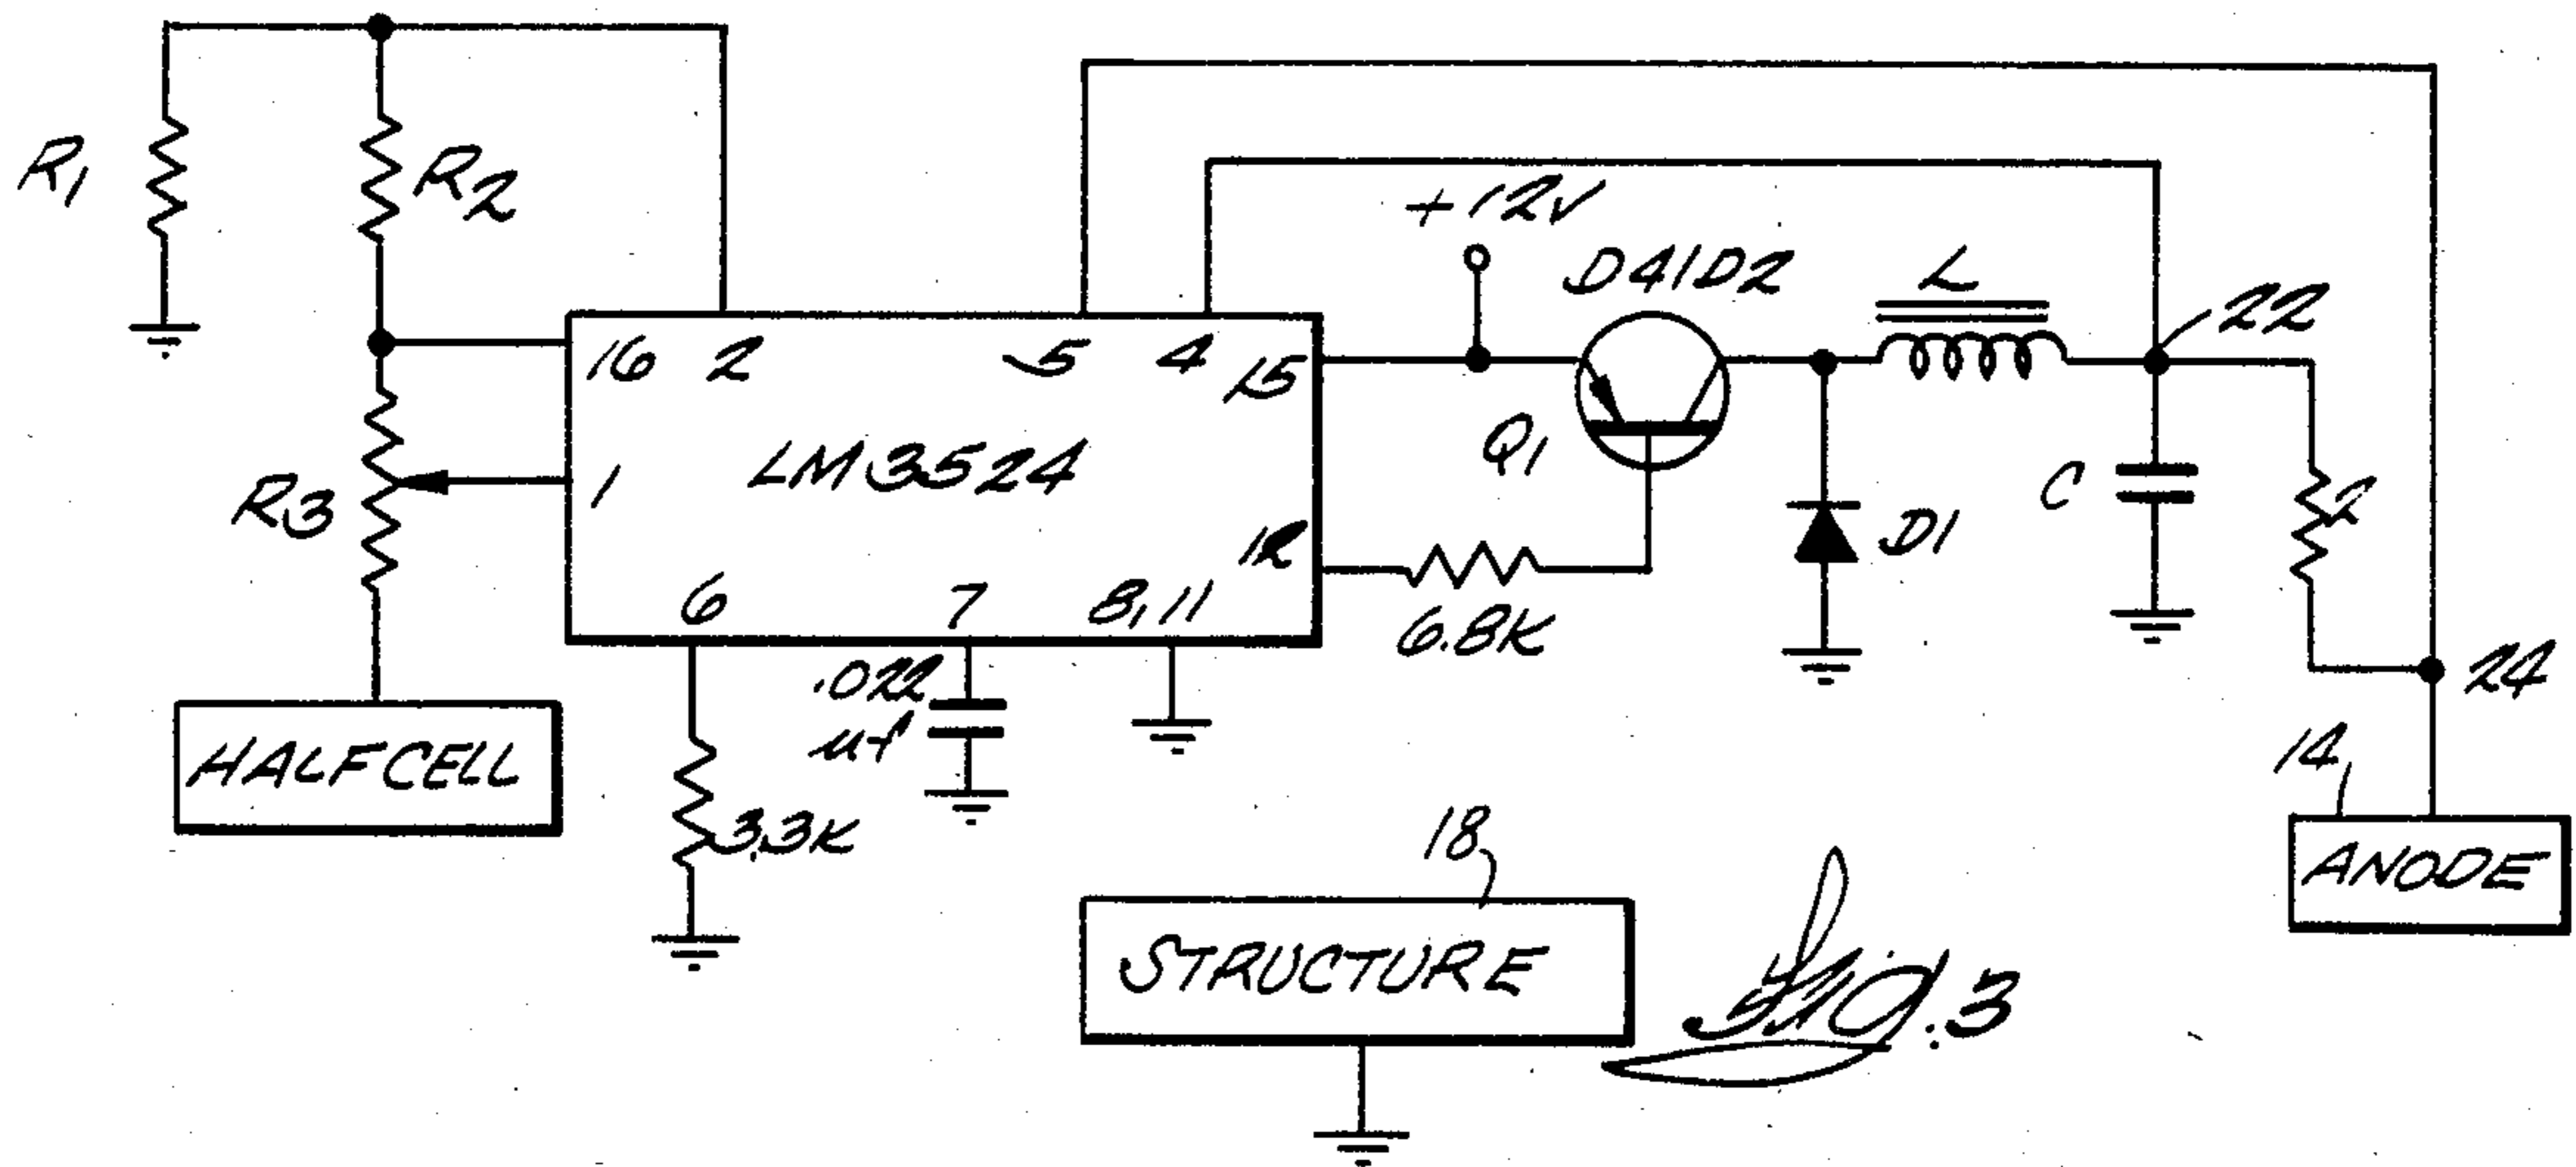 R1
R2
+12V
D41D2
L
22
16
2
5
4
15
R3
1
LM3524
Q1
C
2
12
D1
6
7
8,11
6.8K
.022
uf
24
HALFCELL
3.3K
14
18
ANODE
STRUCTURE
Fig.3